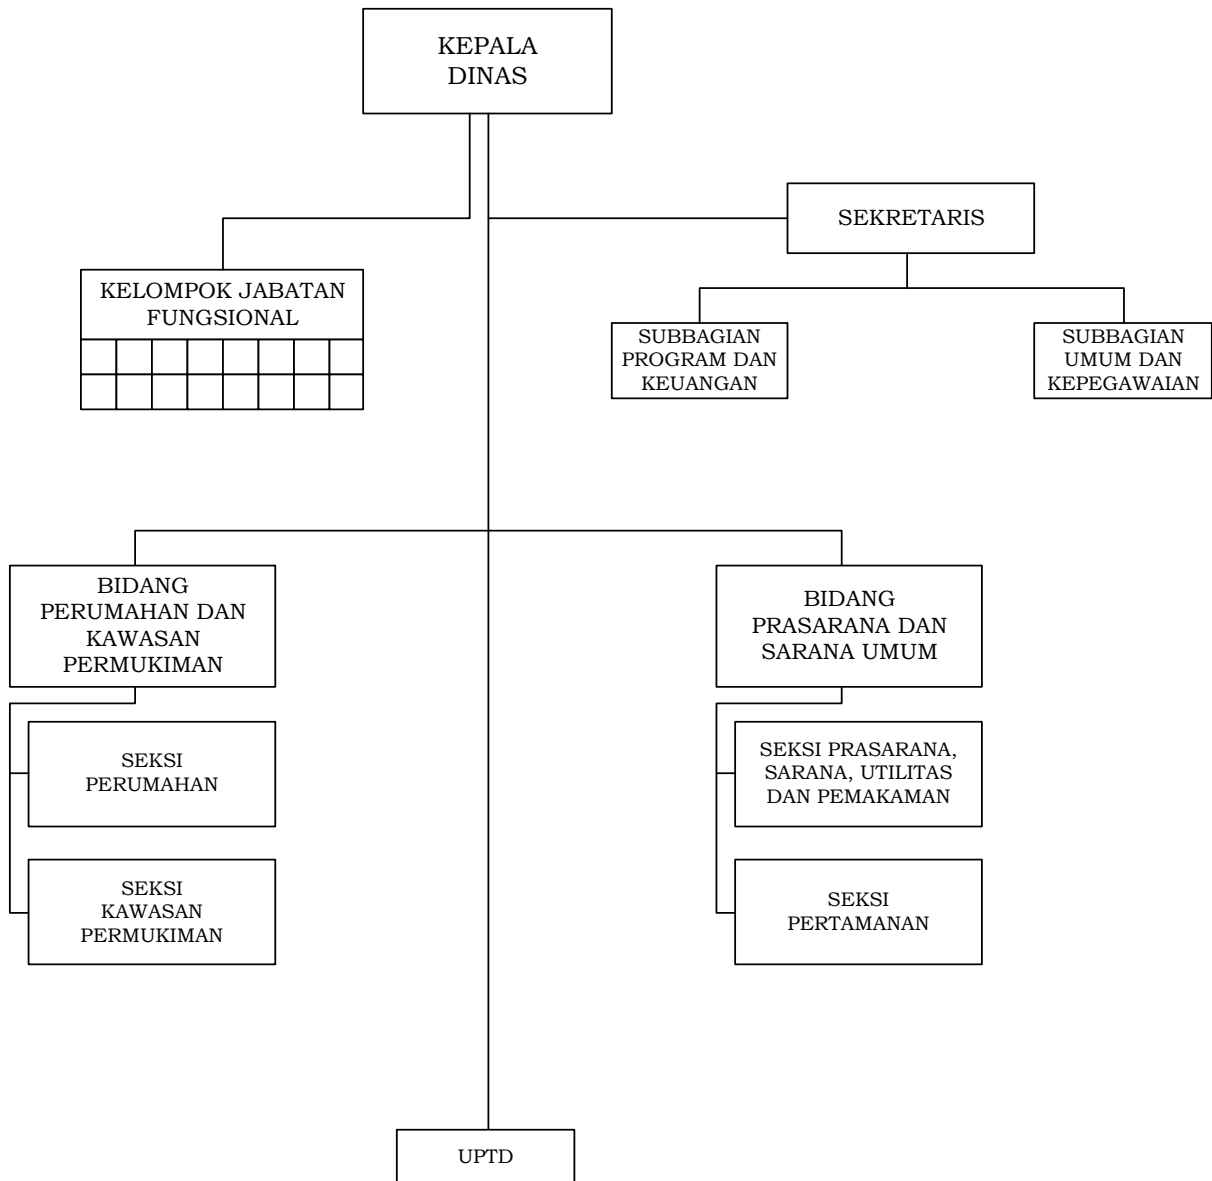 KEPALA
DINAS
SEKRETARIS
KELOMPOK JABATAN
FUNGSIONAL
SUBBAGIAN
PROGRAM DAN
KEUANGAN
SUBBAGIAN
UMUM DAN
KEPEGAWAIAN
BIDANG
PERUMAHAN DAN
KAWASAN
PERMUKIMAN
BIDANG
PRASARANA DAN
SARANA UMUM
SEKSI
PERUMAHAN
SEKSI PRASARANA,
SARANA, UTILITAS
DAN PEMAKAMAN
SEKSI
KAWASAN
PERMUKIMAN
SEKSI
PERTAMANAN
UPTD